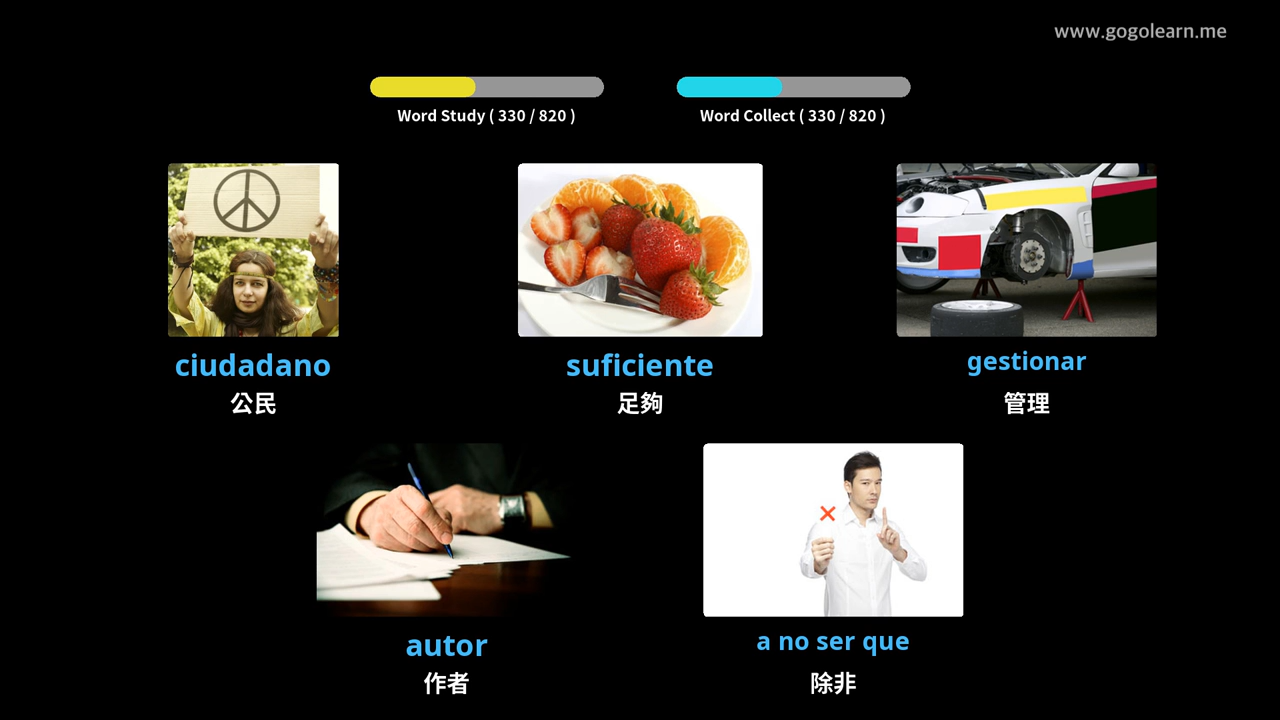 www.gogolearn.me
Word Study ( 330 / 820 )
Word Collect ( 330 / 820 )
ciudadano
公民
suficiente
足夠
gestionar
管理
autor
作者
a no ser que
除非